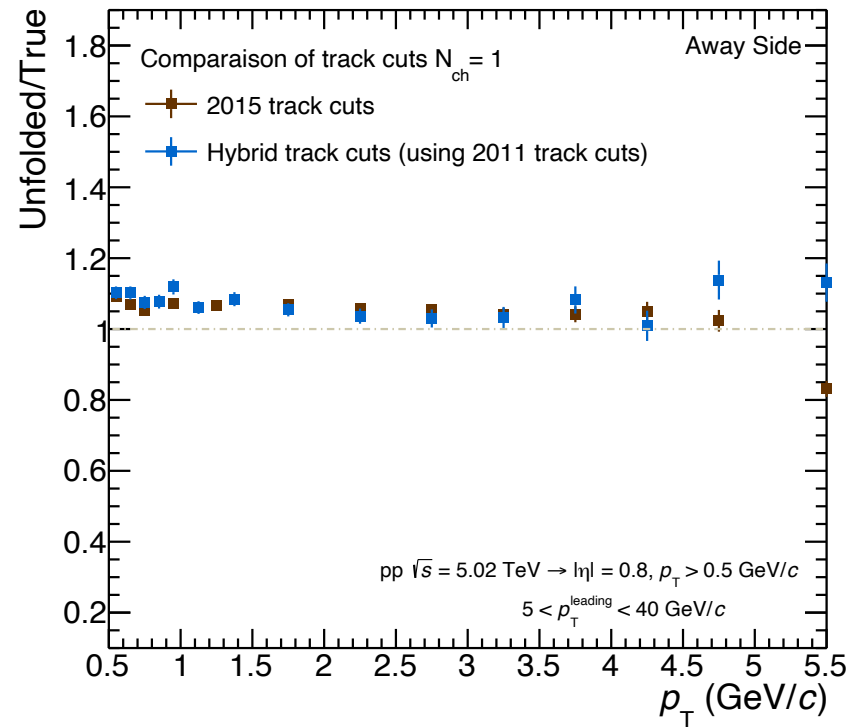 Unfolded/True
1.8
1.6
1.4
1.2
1
0.8
0.6
0.4
0.2
Away Side
Comparaison of track cuts N_ch = 1
2015 track cuts
Hybrid track cuts (using 2011 track cuts)
pp √s = 5.02 TeV → |η| = 0.8, p_T > 0.5 GeV/c
5 < p_T^leading < 40 GeV/c
0.5 1 1.5 2 2.5 3 3.5 4 4.5 5 5.5
p_T (GeV/c)